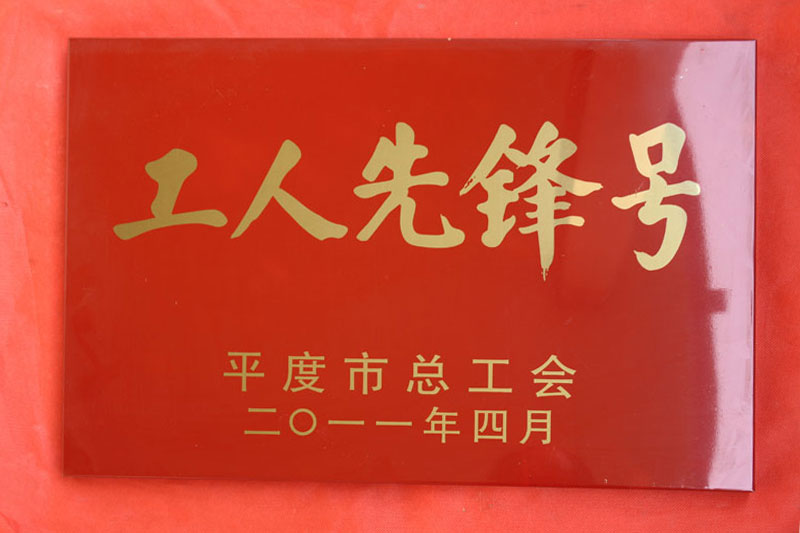 工人先锋号
平度市总工会
二〇一一年四月